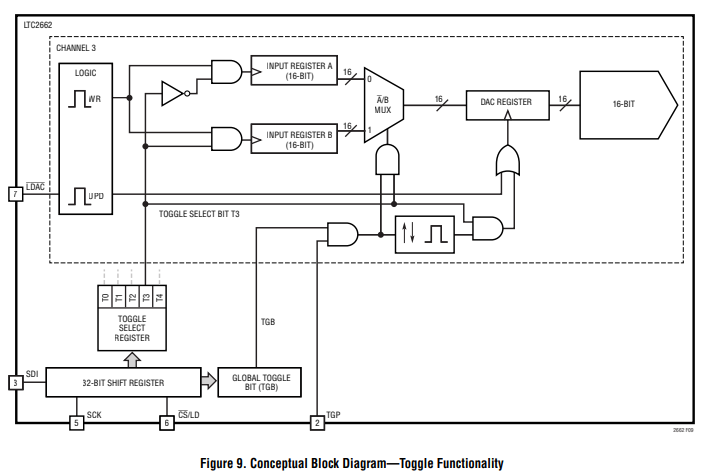 LTC2662
CHANNEL 3
LOGIC
WR
UPD
INPUT REGISTER A
(16-BIT)
INPUT REGISTER B
(16-BIT)
16
16
0
A/B
MUX
1
16
DAC REGISTER
16
16-BIT
7
LDAC
TOGGLE SELECT BIT T3
T0
T1
T2
T3
T4
TOGGLE
SELECT
REGISTER
TGB
3
SDI
32-BIT SHIFT REGISTER
GLOBAL TOGGLE
BIT (TGB)
5
SCK
6
CS/LD
2
TGP
2662 F09
Figure 9. Conceptual Block Diagram—Toggle Functionality